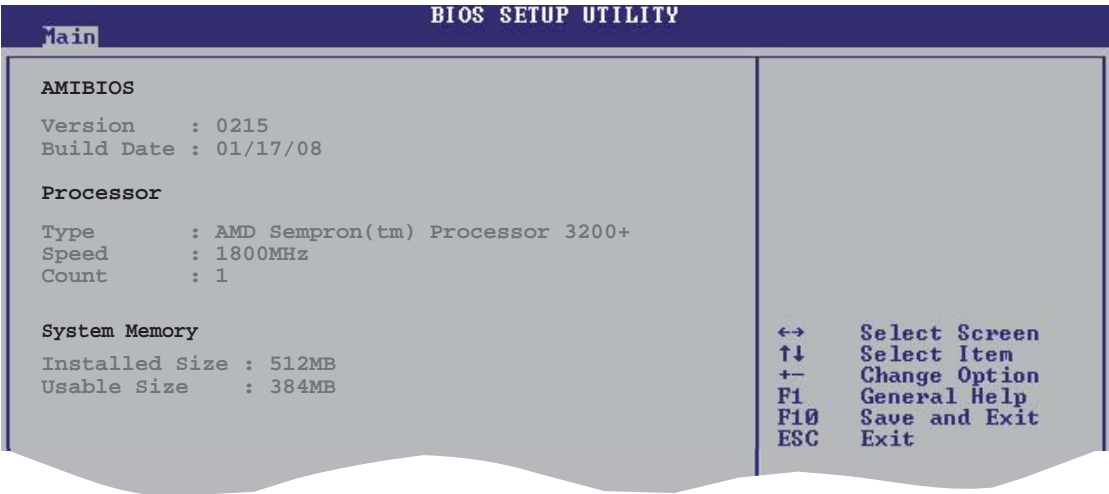 BIOS SETUP UTILITY
Main
AMIBIOS
Version : 0215
Build Date : 01/17/08
Processor
Type : AMD Sempron(tm) Processor 3200+
Speed : 1800MHz
Count : 1
System Memory
Installed Size : 512MB
Usable Size : 384MB
←→ Select Screen
↑↓ Select Item
+- Change Option
F1 General Help
F10 Save and Exit
ESC Exit